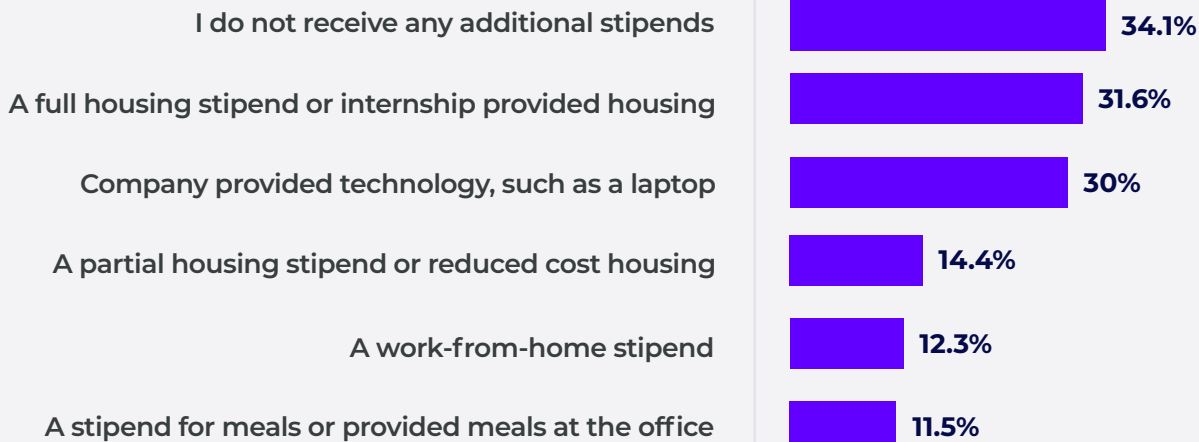 I do not receive any additional stipends 34.1%
A full housing stipend or internship provided housing 31.6%
Company provided technology, such as a laptop 30%
A partial housing stipend or reduced cost housing 14.4%
A work-from-home stipend 12.3%
A stipend for meals or provided meals at the office 11.5%